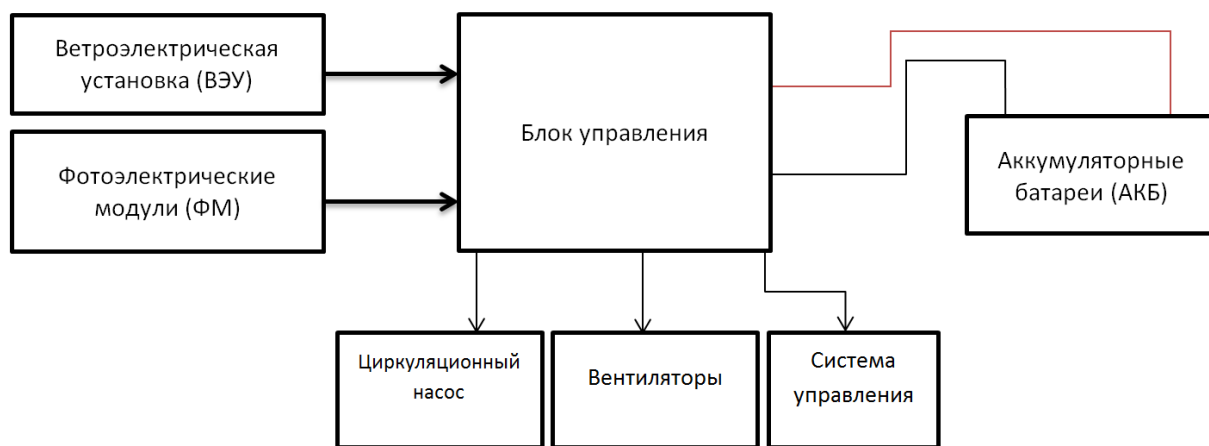 Ветроэлектрическая
установка (ВЭУ)
Блок управления
Фотоэлектрические
модули (ФМ)
Аккумуляторные
батареи (АКБ)
Циркуляционный
насос
Вентиляторы
Система
управления